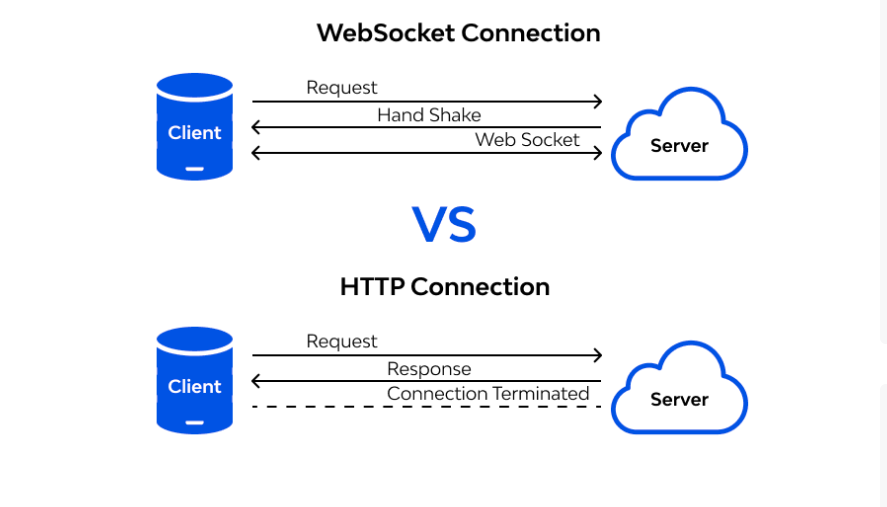 WebSocket Connection
Request
Hand Shake
Web Socket
Client
Server
VS
HTTP Connection
Request
Response
Connection Terminated
Client
Server